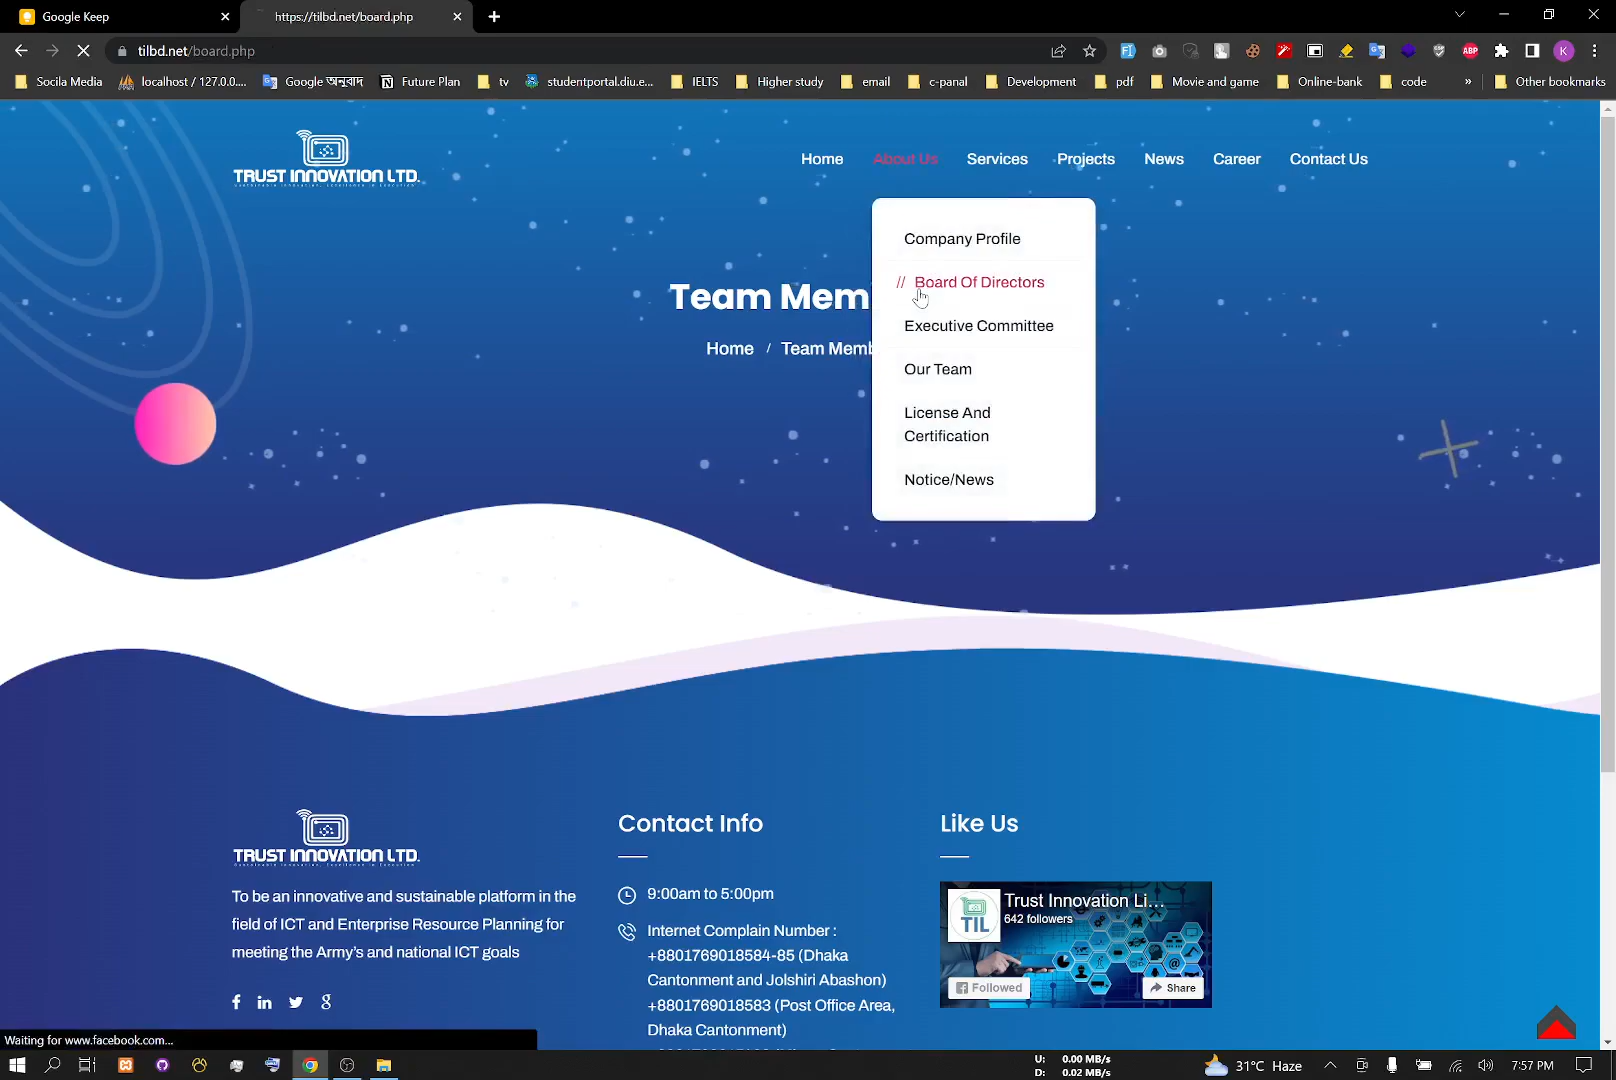 Google Keep
https://tilbd.net/board.php
tilbd.net/board.php
Socila Media
localhost / 127.0.0....
Google অনুবাদ
Future Plan
tv
studentportal.diu.e...
IELTS
Higher study
email
c-panal
Development
pdf
Movie and game
Online-bank
code
»
Other bookmarks
TRUST INNOVATION LTD.
Sustainable Innovation, Excellence in Execution
Home
About Us
Services
Projects
News
Career
Contact Us
Company Profile
// Board Of Directors
Executive Committee
Our Team
License And
Certification
Notice/News
Team Mem
Home / Team Memb
TRUST INNOVATION LTD.
To be an innovative and sustainable platform in the
field of ICT and Enterprise Resource Planning for
meeting the Army's and national ICT goals
Contact Info
9:00am to 5:00pm
Internet Complain Number :
+8801769018584-85 (Dhaka
Cantonment and Jolshiri Abashon)
+8801769018583 (Post Office Area,
Dhaka Cantonment)
Like Us
Trust Innovation Li...
642 followers
TIL
Followed
Share
Waiting for www.facebook.com...
U: 0.00 MB/s
D: 0.02 MB/s
31°C Haze
7:57 PM